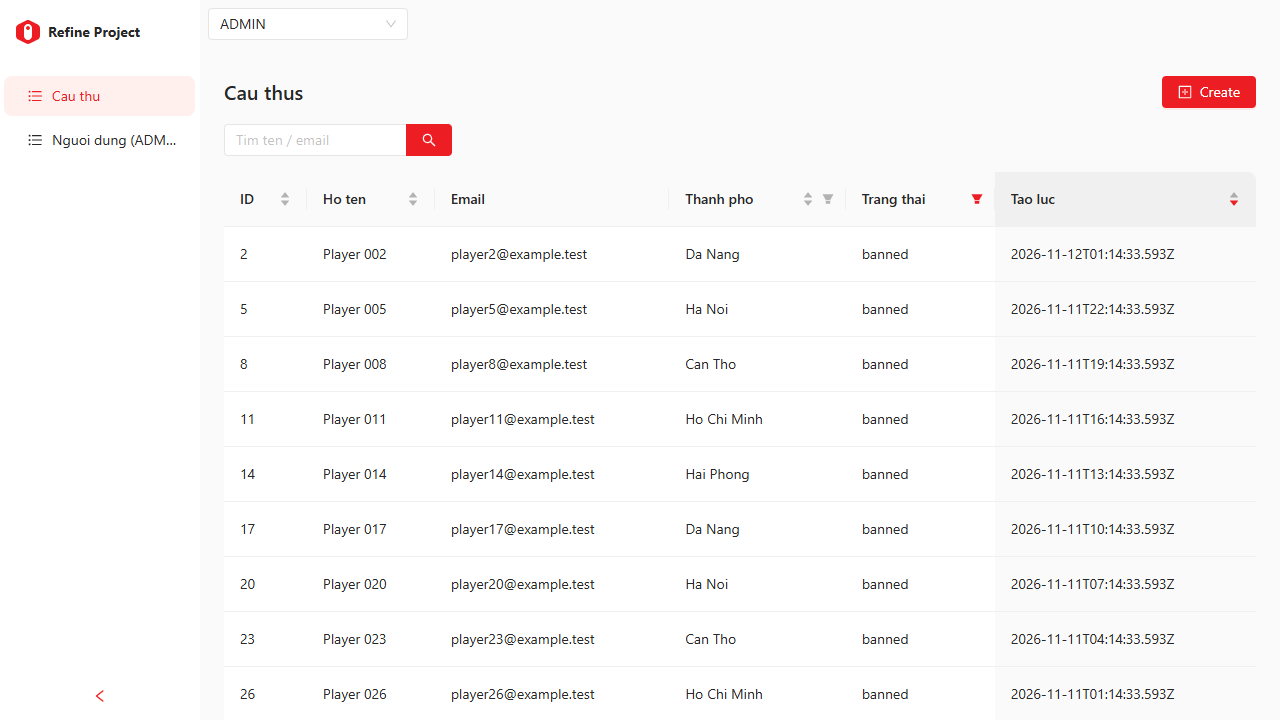 Refine Project
ADMIN
Cau thu
Nguoi dung (ADM...
Cau thus
Create
Tim ten / email
ID Ho ten Email Thanh pho Trang thai Tao luc
2 Player 002 player2@example.test Da Nang banned 2026-11-12T01:14:33.593Z
5 Player 005 player5@example.test Ha Noi banned 2026-11-11T22:14:33.593Z
8 Player 008 player8@example.test Can Tho banned 2026-11-11T19:14:33.593Z
11 Player 011 player11@example.test Ho Chi Minh banned 2026-11-11T16:14:33.593Z
14 Player 014 player14@example.test Hai Phong banned 2026-11-11T13:14:33.593Z
17 Player 017 player17@example.test Da Nang banned 2026-11-11T10:14:33.593Z
20 Player 020 player20@example.test Ha Noi banned 2026-11-11T07:14:33.593Z
23 Player 023 player23@example.test Can Tho banned 2026-11-11T04:14:33.593Z
26 Player 026 player26@example.test Ho Chi Minh banned 2026-11-11T01:14:33.593Z